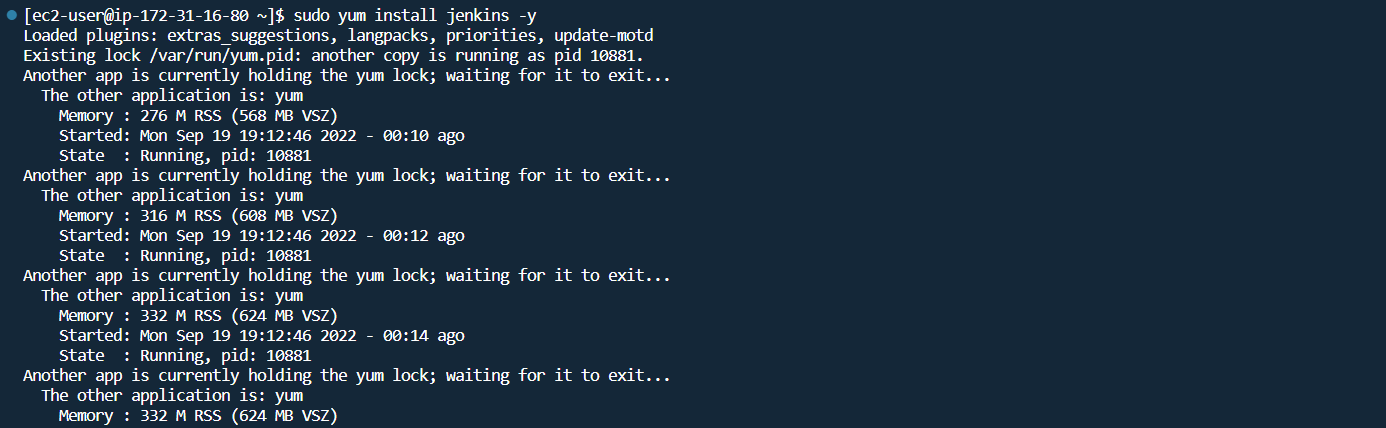 [ec2-user@ip-172-31-16-80 ~]$ sudo yum install jenkins -y
Loaded plugins: extras_suggestions, langpacks, priorities, update-motd
Existing lock /var/run/yum.pid: another copy is running as pid 10881.
Another app is currently holding the yum lock; waiting for it to exit...
  The other application is: yum
    Memory : 276 M RSS (568 MB VSZ)
    Started: Mon Sep 19 19:12:46 2022 - 00:10 ago
    State  : Running, pid: 10881
Another app is currently holding the yum lock; waiting for it to exit...
  The other application is: yum
    Memory : 316 M RSS (608 MB VSZ)
    Started: Mon Sep 19 19:12:46 2022 - 00:12 ago
    State  : Running, pid: 10881
Another app is currently holding the yum lock; waiting for it to exit...
  The other application is: yum
    Memory : 332 M RSS (624 MB VSZ)
    Started: Mon Sep 19 19:12:46 2022 - 00:14 ago
    State  : Running, pid: 10881
Another app is currently holding the yum lock; waiting for it to exit...
  The other application is: yum
    Memory : 332 M RSS (624 MB VSZ)